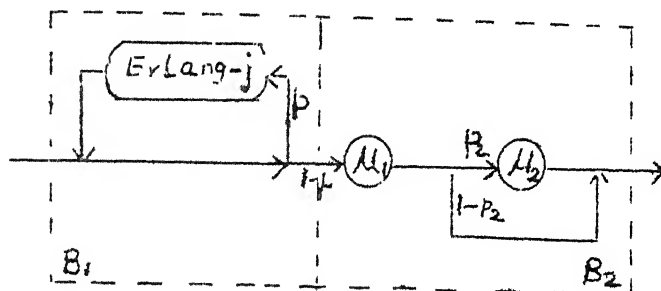 ErLang-j
p
1-p
μ₁
p₂
μ₂
1-p₂
B₁
B₂